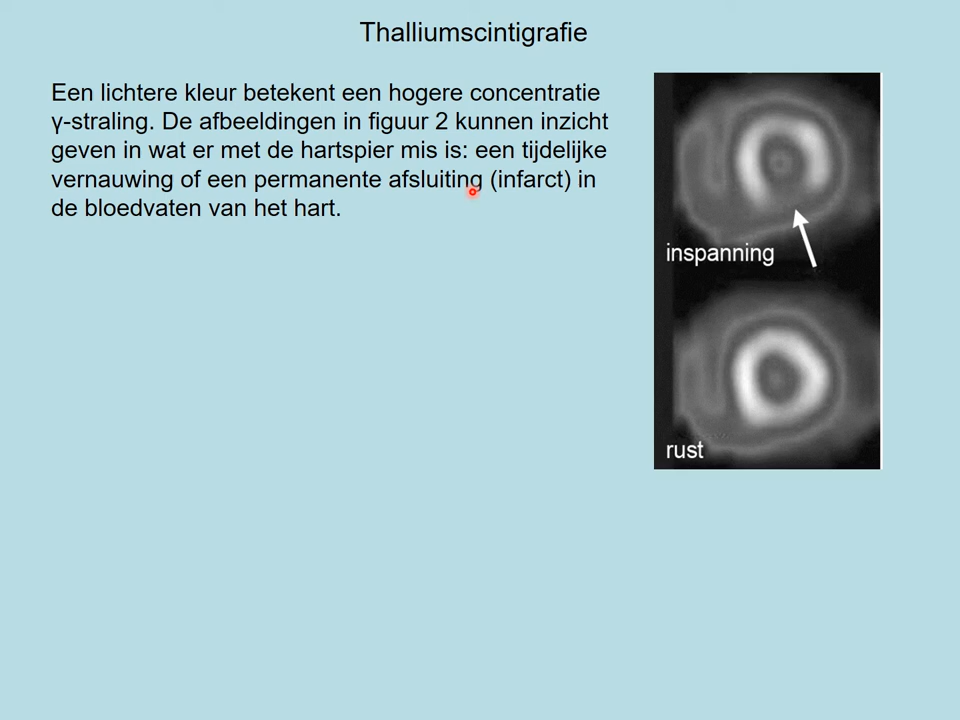 Thalliumscintigrafie
Een lichtere kleur betekent een hogere concentratie
γ-straling. De afbeeldingen in figuur 2 kunnen inzicht
geven in wat er met de hartspier mis is: een tijdelijke
vernauwing of een permanente afsluiting (infarct) in
de bloedvaten van het hart.
inspanning
rust